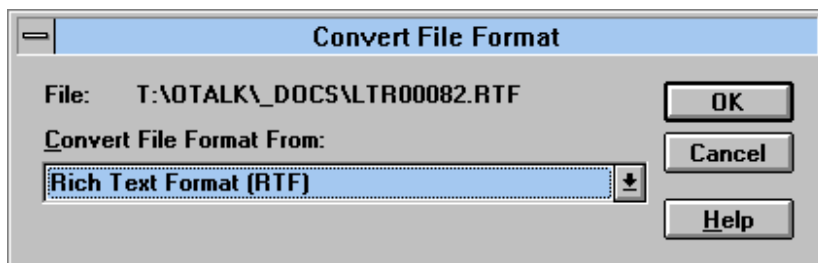 Convert File Format
File: T:\OTALK\_DOCS\LTR00082.RTF
OK
Convert File Format From:
Cancel
Rich Text Format (RTF)
Help